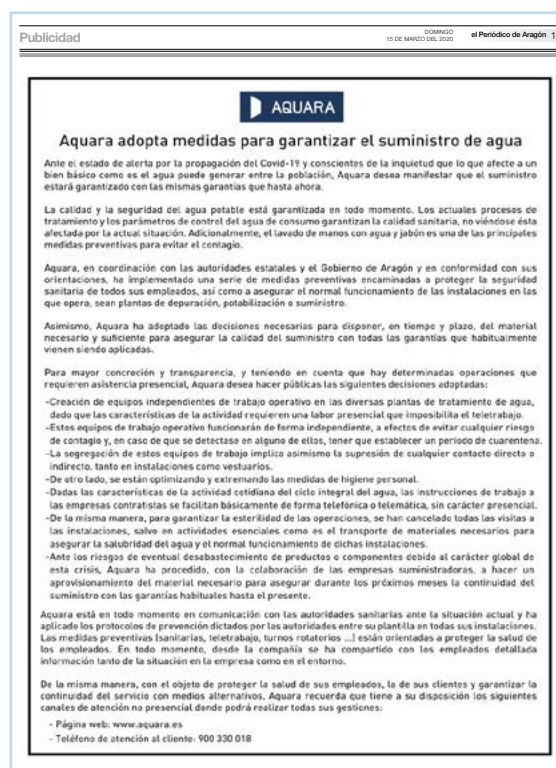 Publicidad
DOMINGO
15 DE MARZO DEL 2020
el Periódico de Aragón 1
AQUARA
Aquara adopta medidas para garantizar el suministro de agua
Ante el estado de alerta por la propagación del Covid-19 y conscientes de la inquietud que lo que afecte a un
bien básico como es el agua puede generar entre la población, Aquara desea manifestar que el suministro
estará garantizado con las mismas garantías que hasta ahora.
La calidad y la seguridad del agua potable está garantizada en todo momento. Los actuales procesos de
tratamiento y los parámetros de control del agua de consumo garantizan la calidad sanitaria, no viéndose ésta
afectada por la actual situación. Adicionalmente, el lavado de manos con agua y jabón es una de las principales
medidas preventivas para evitar el contagio.
Aquara, en coordinación con las autoridades estatales y el Gobierno de Aragón y en conformidad con sus
orientaciones, ha implementado una serie de medidas preventivas encaminadas a proteger la seguridad
sanitaria de todos sus empleados, así como a asegurar el normal funcionamiento de las instalaciones en las
que opera, sean plantas de depuración, potabilización o suministro.
Asimismo, Aquara ha adoptado las decisiones necesarias para disponer, en tiempo y plazo, del material
necesario y suficiente para asegurar la calidad del suministro con todas las garantías que habitualmente
vienen siendo aplicadas.
Para mayor concreción y transparencia, y teniendo en cuenta que hay determinadas operaciones que
requieren asistencia presencial, Aquara desea hacer públicas las siguientes decisiones adoptadas:
-Creación de equipos independientes de trabajo operativo en las diversas plantas de tratamiento de agua,
dado que las características de la actividad requieren una labor presencial que imposibilita el teletrabajo.
-Estos equipos de trabajo operativo funcionarán de forma independiente, a efectos de evitar cualquier riesgo
de contagio y, en caso de que se detectase en alguno de ellos, tener que establecer un periodo de cuarentena.
-La segregación de estos equipos de trabajo implica asimismo la supresión de cualquier contacto directo o
indirecto, tanto en instalaciones como vestuarios.
-De otro lado, se están optimizando y extremando las medidas de higiene personal.
-Dadas las características de la actividad cotidiana del ciclo integral del agua, las instrucciones de trabajo a
las empresas contratistas se facilitan básicamente de forma telefónica o telemática, sin carácter presencial.
-De la misma manera, para garantizar la esterilidad de las operaciones, se han cancelado todas las visitas a
las instalaciones, salvo en actividades esenciales como es el transporte de materiales necesarios para
asegurar la salubridad del agua y el normal funcionamiento de dichas instalaciones.
-Ante los riesgos de eventual desabastecimiento de productos o componentes debido al carácter global de
esta crisis, Aquara ha procedido, con la colaboración de las empresas suministradoras, a hacer un
aprovisionamiento del material necesario para asegurar durante los próximos meses la continuidad del
suministro con las garantías habituales hasta el presente.
Aquara está en todo momento en comunicación con las autoridades sanitarias ante la situación actual y ha
aplicado los protocolos de prevención dictados por las autoridades entre su plantilla en todas sus instalaciones.
Las medidas preventivas (sanitarias, teletrabajo, turnos rotatorios ...) están orientadas a proteger la salud de
los empleados. En todo momento, desde la compañía se ha compartido con los empleados detallada
información tanto de la situación en la empresa como en el entorno.
De la misma manera, con el objeto de proteger la salud de sus empleados, la de sus clientes y garantizar la
continuidad del servicio con medios alternativos, Aquara recuerda que tiene a su disposición los siguientes
canales de atención no presencial donde podrá realizar todas sus gestiones:
- Página web: www.aquara.es
- Teléfono de atención al cliente: 900 330 018